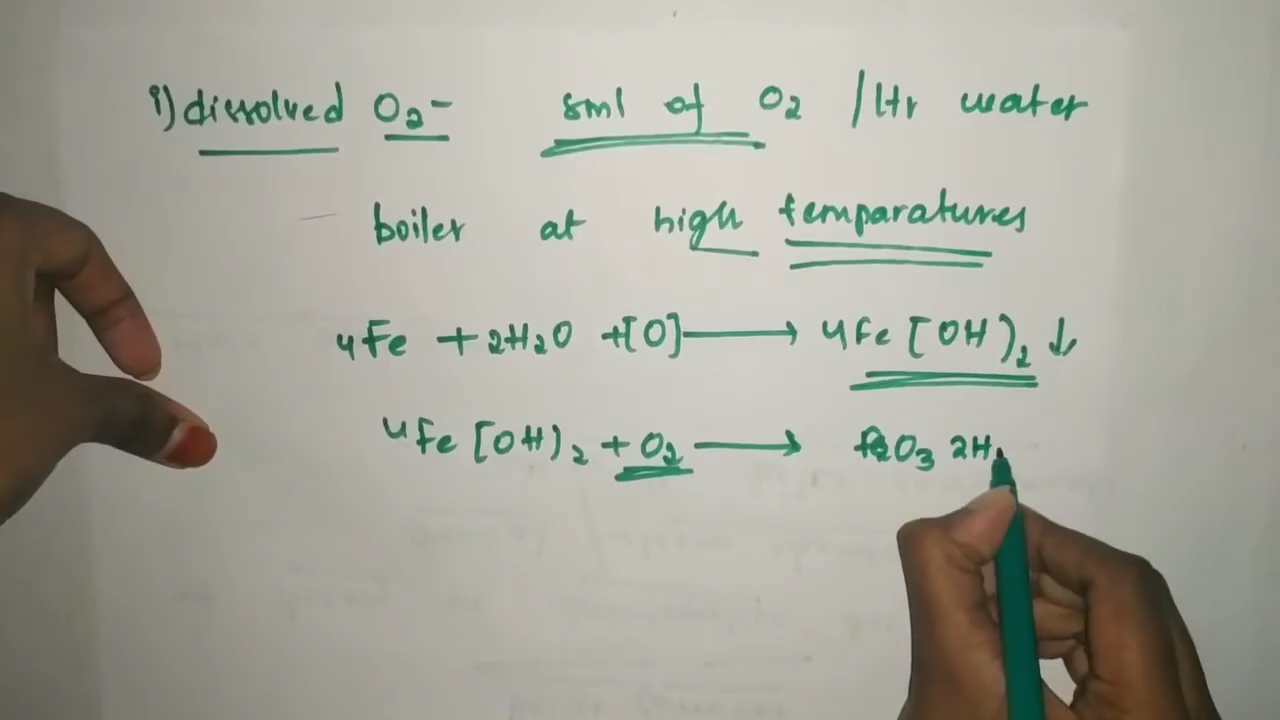 i) dissolved O2- 8ml of O2 /ltr water
boiler at high temparatures
4Fe + 2H2O + [O] → 4Fe [OH)2 ↓
4Fe [OH)2 + O2 → Fe2O3 2H